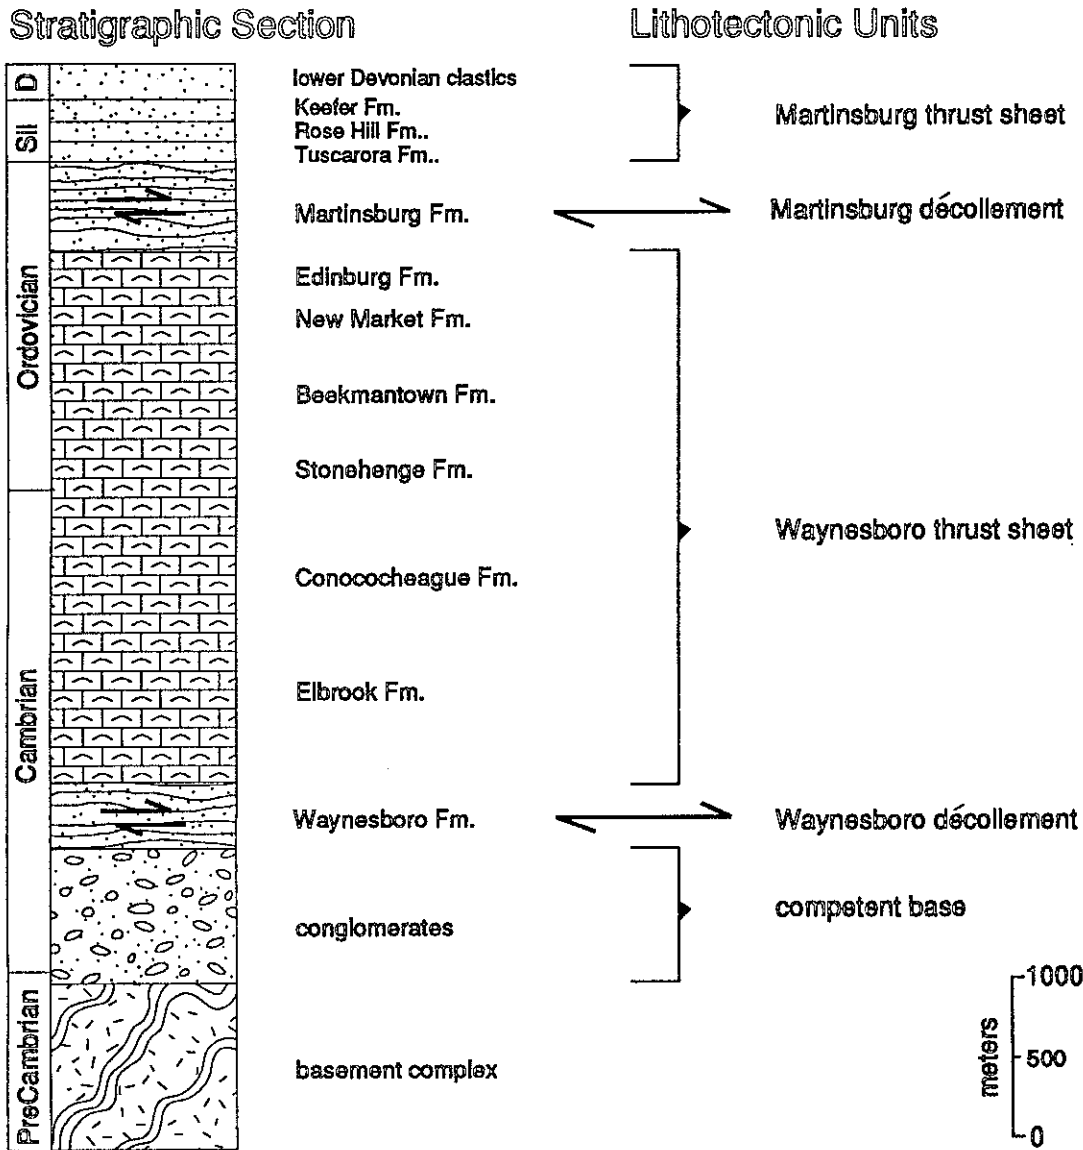 Stratigraphic Section
Lithotectonic Units
D
Sil
Ordovician
Cambrian
PreCambrian
lower Devonian clastics
Keefer Fm.
Rose Hill Fm..
Tuscarora Fm..
Martinsburg Fm.
Edinburg Fm.
New Market Fm.
Beekmantown Fm.
Stonehenge Fm.
Conococheague Fm.
Elbrook Fm.
Waynesboro Fm.
conglomerates
basement complex
Martinsburg thrust sheet
Martinsburg décollement
Waynesboro thrust sheet
Waynesboro décollement
competent base
meters
1000
500
0